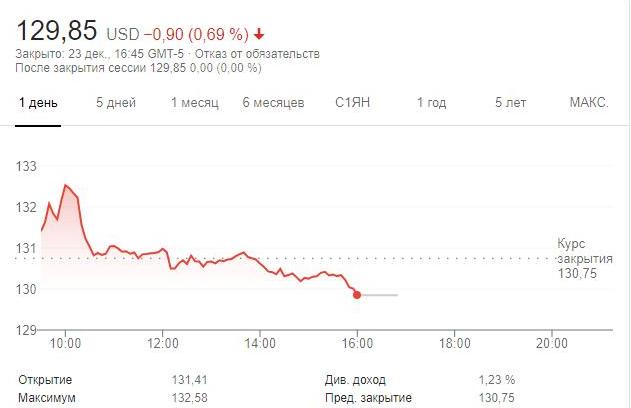 129,85 USD −0,90 (0,69 %)
Закрыто: 23 дек., 16:45 GMT-5 · Отказ от обязательств
После закрытия сессии 129,85 0,00 (0,00 %)
1 день 5 дней 1 месяц 6 месяцев С1ЯН 1 год 5 лет МАКС.
133
132
131
130
129
Курс
закрытия
130,75
10:00 12:00 14:00 16:00 18:00 20:00
Открытие 131,41 Див. доход 1,23 %
Максимум 132,58 Пред. закрытие 130,75